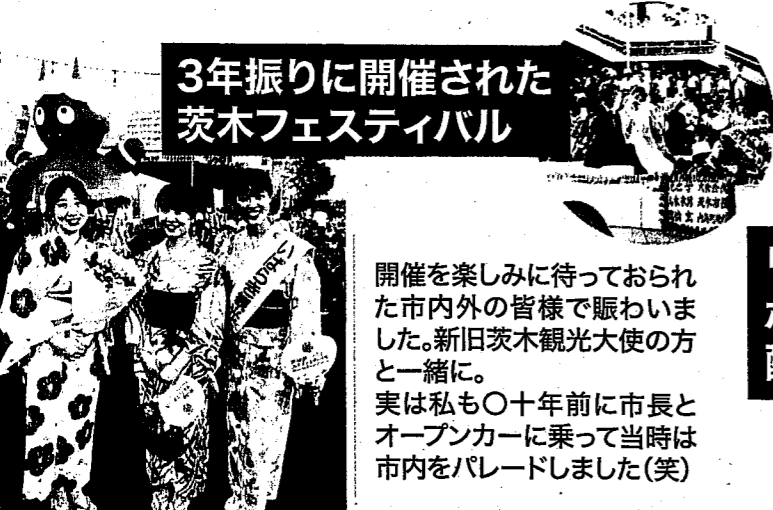 3年振りに開催された
茨木フェスティバル
開催を楽しみに待っておられ
た市内外の皆様で賑わいま
した。新旧茨木観光大使の方
と一緒に。
実は私も〇十年前に市長と
オープンカーに乗って当時は
市内をパレードしました(笑)